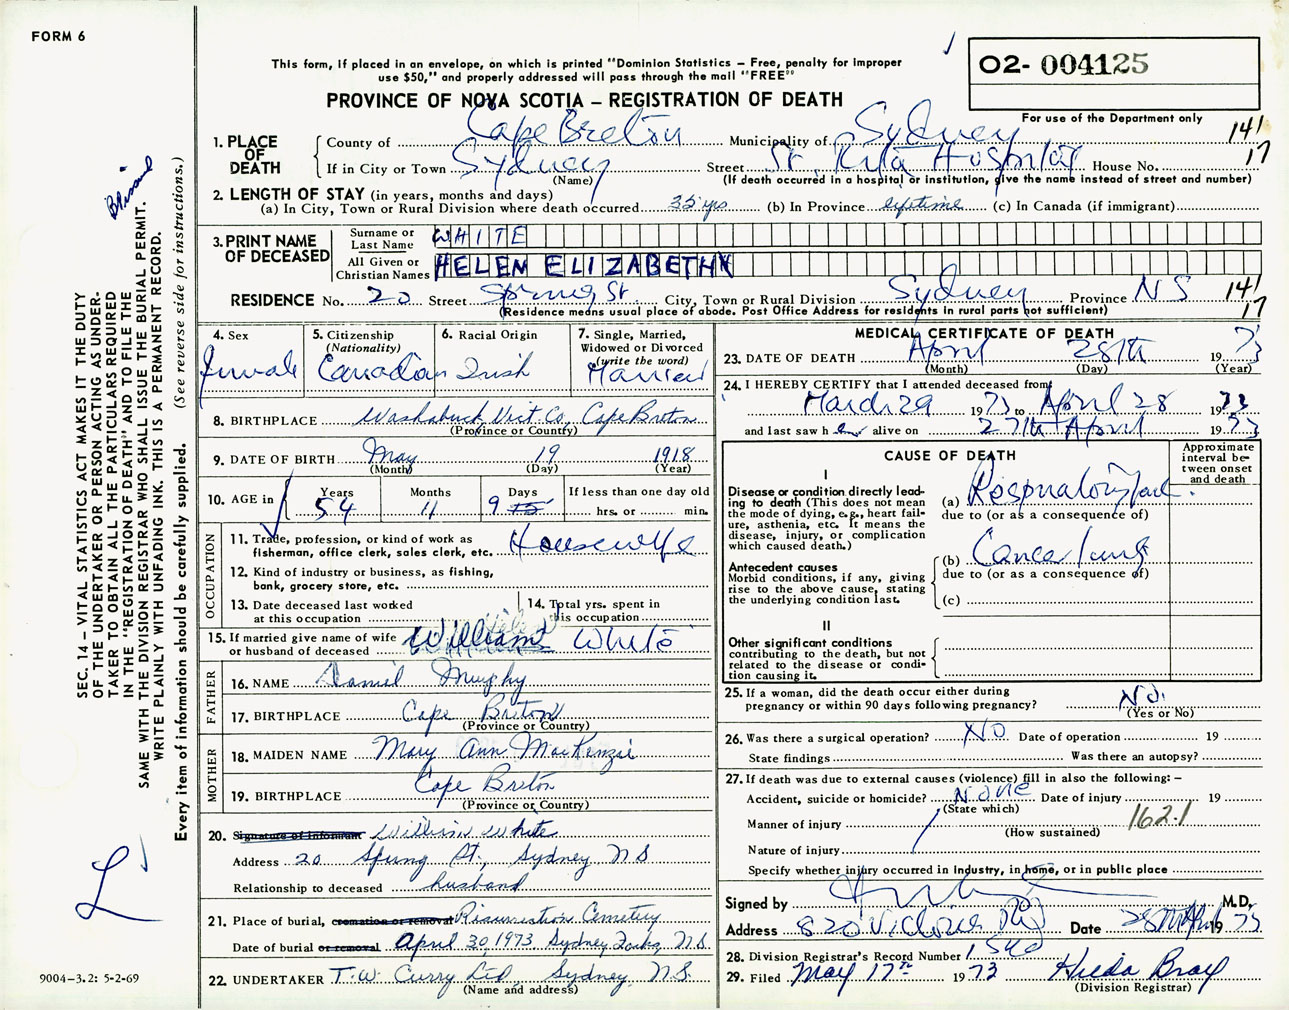 FORM 6
This form, if placed in an envelope, on which is printed "Dominion Statistics – Free, penalty for improper
use $50," and properly addressed will pass through the mail "FREE"
PROVINCE OF NOVA SCOTIA – REGISTRATION OF DEATH
O2- 004125
For use of the Department only
1. PLACE OF DEATH
County of Cape Breton Municipality of Sydney 141
If in City or Town Sydney Street St. Rita Hospital House No. 17
(Name) (If death occurred in a hospital or institution, give the name instead of street and number)
2. LENGTH OF STAY (in years, months and days)
(a) In City, Town or Rural Division where death occurred 35 yrs (b) In Province lifetime (c) In Canada (if immigrant)
3. PRINT NAME OF DECEASED
Surname or Last Name WHITE
All Given or Christian Names HELEN ELIZABETH
RESIDENCE No. 20 Street Spring St. City, Town or Rural Division Sydney Province N S 141
(Residence means usual place of abode. Post Office Address for residents in rural parts not sufficient) 17
4. Sex Female
5. Citizenship (Nationality) Canadian
6. Racial Origin Irish
7. Single, Married, Widowed or Divorced (write the word) Married
8. BIRTHPLACE Washabuck, Vict Co, Cape Breton
(Province or Country)
9. DATE OF BIRTH May 19 1918
(Month) (Day) (Year)
10. AGE in Years 54 Months 11 Days 9 If less than one day old hrs. or min.
OCCUPATION
11. Trade, profession, or kind of work as fisherman, office clerk, sales clerk, etc. Housewife
12. Kind of industry or business, as fishing, bank, grocery store, etc.
13. Date deceased last worked at this occupation
14. Total yrs. spent in this occupation
15. If married give name of wife or husband of deceased William White
FATHER
16. NAME Daniel Murphy
17. BIRTHPLACE Cape Breton
(Province or Country)
MOTHER
18. MAIDEN NAME Mary Ann MacKenzie
19. BIRTHPLACE Cape Breton
(Province or Country)
20. Signature of informant William White
Address 20 Spring St., Sydney NS
Relationship to deceased husband
21. Place of burial, cremation or removal Resurrection Cemetery
Date of burial or removal April 30, 1973, Sydney Forks, N.S.
22. UNDERTAKER T.W. Curry Ltd, Sydney, N.S.
(Name and address)
MEDICAL CERTIFICATE OF DEATH
23. DATE OF DEATH April 28th 1973
(Month) (Day) (Year)
24. I HEREBY CERTIFY that I attended deceased from
March 29 1973 to April 28 1973
and last saw her alive on 27th April 1973
CAUSE OF DEATH
Approximate interval between onset and death
I
Disease or condition directly leading to death (This does not mean the mode of dying, e.g., heart failure, asthenia, etc. It means the disease, injury, or complication which caused death.)
(a) Respiratory fail.
due to (or as a consequence of)
Antecedent causes
Morbid conditions, if any, giving rise to the above cause, stating the underlying condition last.
(b) Cancer lung
due to (or as a consequence of)
(c)
II
Other significant conditions
contributing to the death, but not related to the disease or condition causing it.
25. If a woman, did the death occur either during pregnancy or within 90 days following pregnancy? No.
(Yes or No)
26. Was there a surgical operation? NO Date of operation 19
State findings Was there an autopsy?
27. If death was due to external causes (violence) fill in also the following: –
Accident, suicide or homicide? None Date of injury 19
(State which)
Manner of injury 162.1
(How sustained)
Nature of injury
Specify whether injury occurred in industry, in home, or in public place
Signed by M.D.
Address 820 Victoria Rd Date 28 April 1973
28. Division Registrar's Record Number
29. Filed May 17th 1973 Hilda Bray
(Division Registrar)
SEC. 14 – VITAL STATISTICS ACT MAKES IT THE DUTY
OF THE UNDERTAKER OR PERSON ACTING AS UNDER-
TAKER TO OBTAIN ALL THE PARTICULARS REQUIRED
IN THE "REGISTRATION OF DEATH" AND TO FILE THE
SAME WITH THE DIVISION REGISTRAR WHO SHALL ISSUE THE BURIAL PERMIT.
WRITE PLAINLY WITH UNFADING INK. THIS IS A PERMANENT RECORD.
Every item of information should be carefully supplied. (See reverse side for instructions.)
L
9004–3.2: 5-2-69